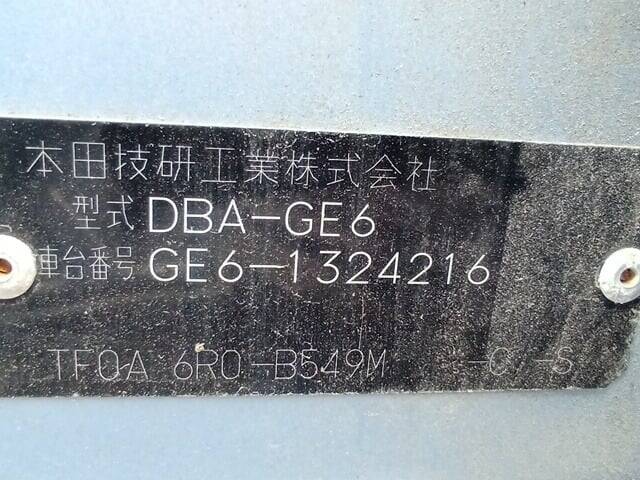 本田技研工業株式会社
型式 DBA-GE6
車台番号 GE6-1324216
TF0A 6R0-B549M -C/-S